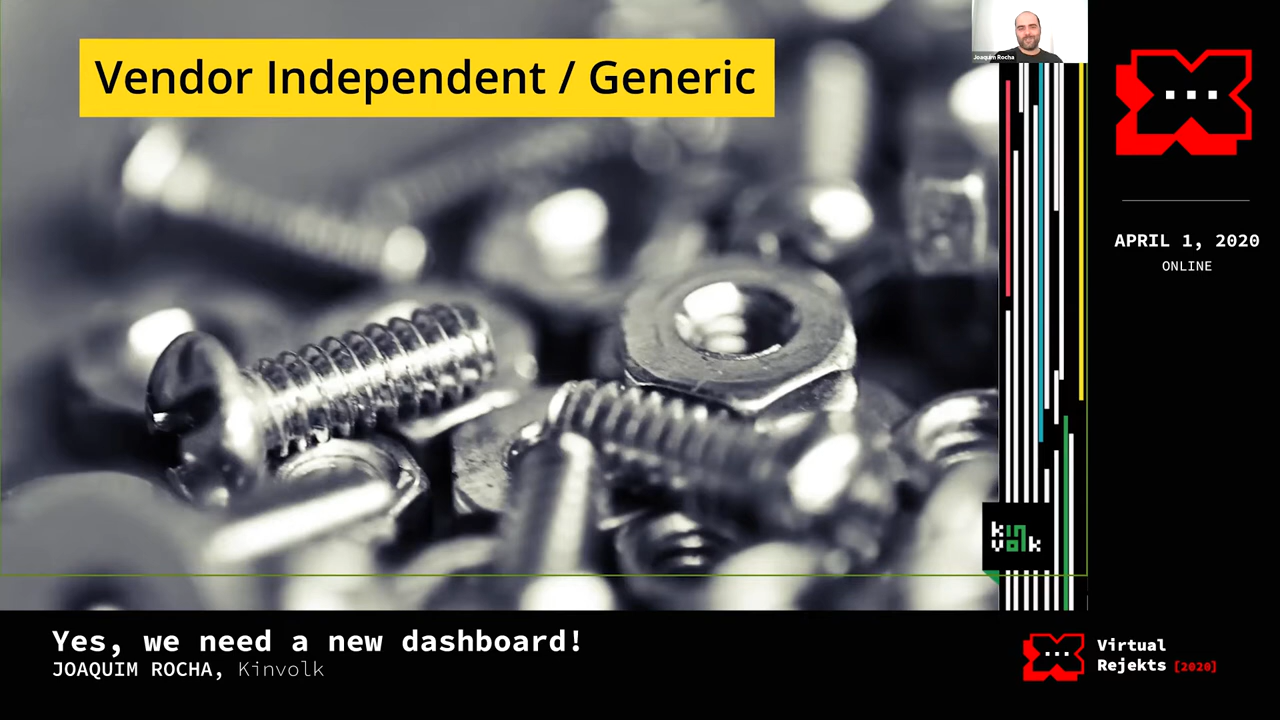 Vendor Independent / Generic
Joaquim Rocha
APRIL 1, 2020
ONLINE
kin
volk
Yes, we need a new dashboard!
JOAQUIM ROCHA, Kinvolk
Virtual
Rejekts [2020]